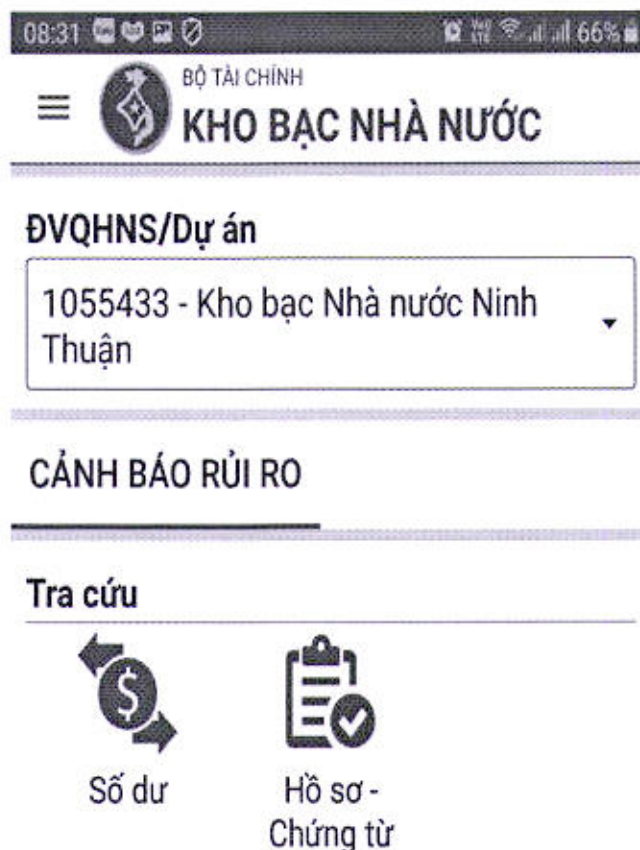 08:31 66%
BỘ TÀI CHÍNH
KHO BẠC NHÀ NƯỚC
ĐVQHNS/Dự án
1055433 - Kho bạc Nhà nước Ninh
Thuận
CẢNH BÁO RỦI RO
Tra cứu
Số dư
Hồ sơ -
Chứng từ